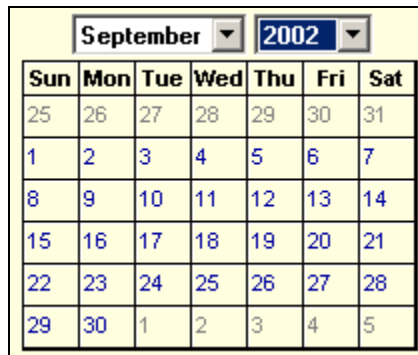 September 2002
Sun Mon Tue Wed Thu Fri Sat
25 26 27 28 29 30 31
1 2 3 4 5 6 7
8 9 10 11 12 13 14
15 16 17 18 19 20 21
22 23 24 25 26 27 28
29 30 1 2 3 4 5